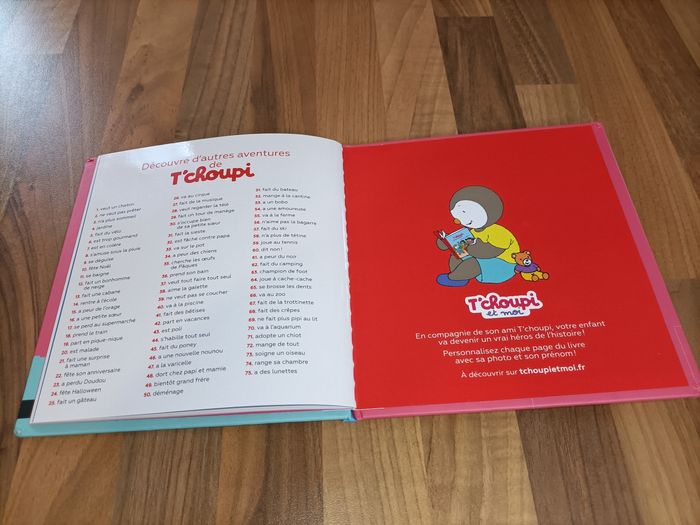 Découvre d'autres aventures
de
T'choupi
1. veut un chaton
2. ne veut pas prêter
3. n'a plus sommeil
4. jardine
5. fait du vélo
6. est trop gourmand
7. est en colère
8. s'amuse sous la pluie
9. se déguise
10. se baigne
11. fête Noël
12. fait un bonhomme
de neige
13. fait une cabane
14. rentre à l'école
15. a peur de l'orage
16. a une petite sœur
17. se perd au supermarché
18. prend le train
19. part en pique-nique
20. est malade
21. fait une surprise
à maman
22. fête son anniversaire
23. a perdu Doudou
24. fête Halloween
25. fait un gâteau
26. va au cirque
27. fait de la musique
28. veut regarder la télé
29. fait un tour de manège
30. s'occupe bien
de sa petite sœur
31. fait la sieste
32. est fâché contre papa
33. va sur le pot
34. a peur des chiens
35. cherche les œufs
de Pâques
36. prend son bain
37. veut tout faire tout seul
38. aime la galette
39. ne veut pas se coucher
40. va à la piscine
41. fait des bêtises
42. part en vacances
43. est poli
44. s'habille tout seul
45. fait du poney
46. a une nouvelle nounou
47. a la varicelle
48. dort chez papi et mamie
49. bientôt grand frère
50. déménage
51. fait du bateau
52. mange à la cantine
53. a un bobo
54. a une amoureuse
55. va à la ferme
56. n'aime pas la bagarre
57. fait du ski
58. n'a plus de tétine
59. joue au tennis
60. dit non !
61. a peur du noir
62. fait du camping
63. champion de foot
64. joue à cache-cache
65. se brosse les dents
66. va au zoo
67. fait de la trottinette
68. fait des crêpes
69. ne fait plus pipi au lit
70. va à l'aquarium
71. adopte un chiot
72. mange de tout
73. soigne un oiseau
74. range sa chambre
75. a des lunettes
T'choupi
et moi
En compagnie de son ami T'choupi, votre enfant
va devenir un vrai héros de l'histoire !
Personnalisez chaque page du livre
avec sa photo et son prénom !
À découvrir sur tchoupietmoi.fr